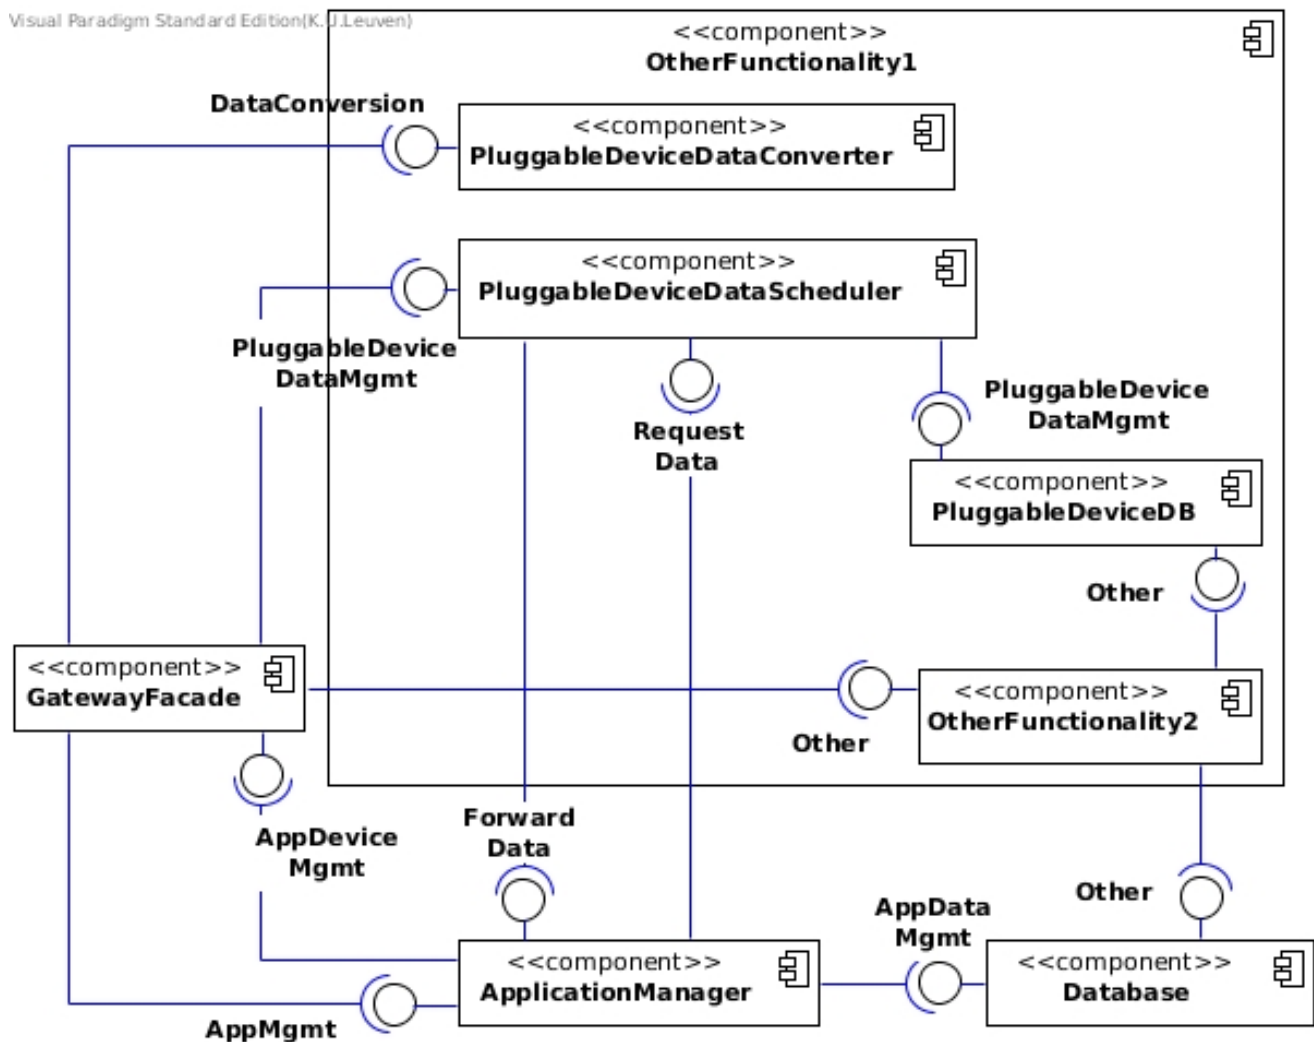 Visual Paradigm Standard Edition(K.U.Leuven)
<<component>>
OtherFunctionality1
DataConversion
<<component>>
PluggableDeviceDataConverter
<<component>>
PluggableDeviceDataScheduler
PluggableDevice
DataMgmt
Request
Data
PluggableDevice
DataMgmt
<<component>>
PluggableDeviceDB
Other
<<component>>
GatewayFacade
<<component>>
OtherFunctionality2
Other
AppDevice
Mgmt
Forward
Data
AppData
Mgmt
Other
<<component>>
ApplicationManager
<<component>>
Database
AppMgmt